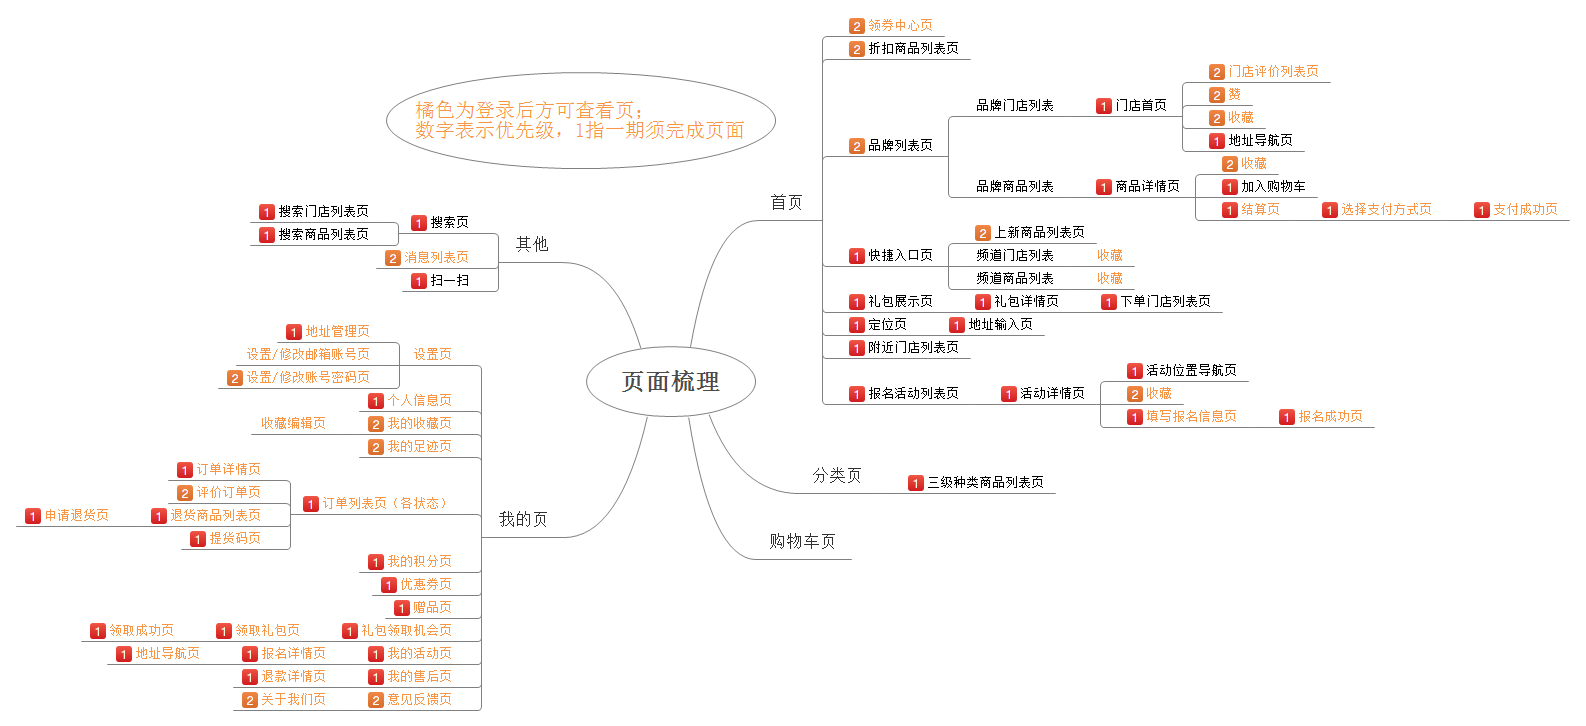 橘色为登录后方可查看页；
数字表示优先级，1指一期须完成页面
页面梳理
首页
2 领券中心页
2 折扣商品列表页
2 品牌列表页
品牌门店列表
1 门店首页
2 门店评价列表页
2 赞
2 收藏
1 地址导航页
品牌商品列表
1 商品详情页
2 收藏
1 加入购物车
1 结算页
1 选择支付方式页
1 支付成功页
1 快捷入口页
2 上新商品列表页
频道门店列表
收藏
频道商品列表
收藏
1 礼包展示页
1 礼包详情页
1 下单门店列表页
1 定位页
1 地址输入页
1 附近门店列表页
1 报名活动列表页
1 活动详情页
1 活动位置导航页
2 收藏
1 填写报名信息页
1 报名成功页
分类页
1 三级种类商品列表页
购物车页
其他
1 搜索页
1 搜索门店列表页
1 搜索商品列表页
2 消息列表页
1 扫一扫
我的页
设置页
1 地址管理页
设置/修改邮箱账号页
2 设置/修改账号密码页
1 个人信息页
2 我的收藏页
收藏编辑页
2 我的足迹页
1 订单列表页（各状态）
1 订单详情页
2 评价订单页
1 退货商品列表页
1 申请退货页
1 提货码页
1 我的积分页
1 优惠券页
1 赠品页
1 礼包领取机会页
1 领取礼包页
1 领取成功页
1 我的活动页
1 报名详情页
1 地址导航页
1 我的售后页
1 退款详情页
2 意见反馈页
2 关于我们页